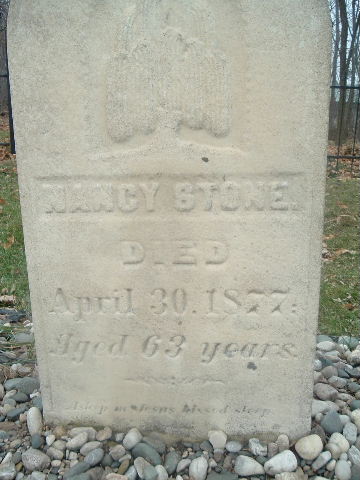 NANCY STONE.
DIED
April 30. 1877.
Aged 63 years.
Asleep in Jesus blessed sleep